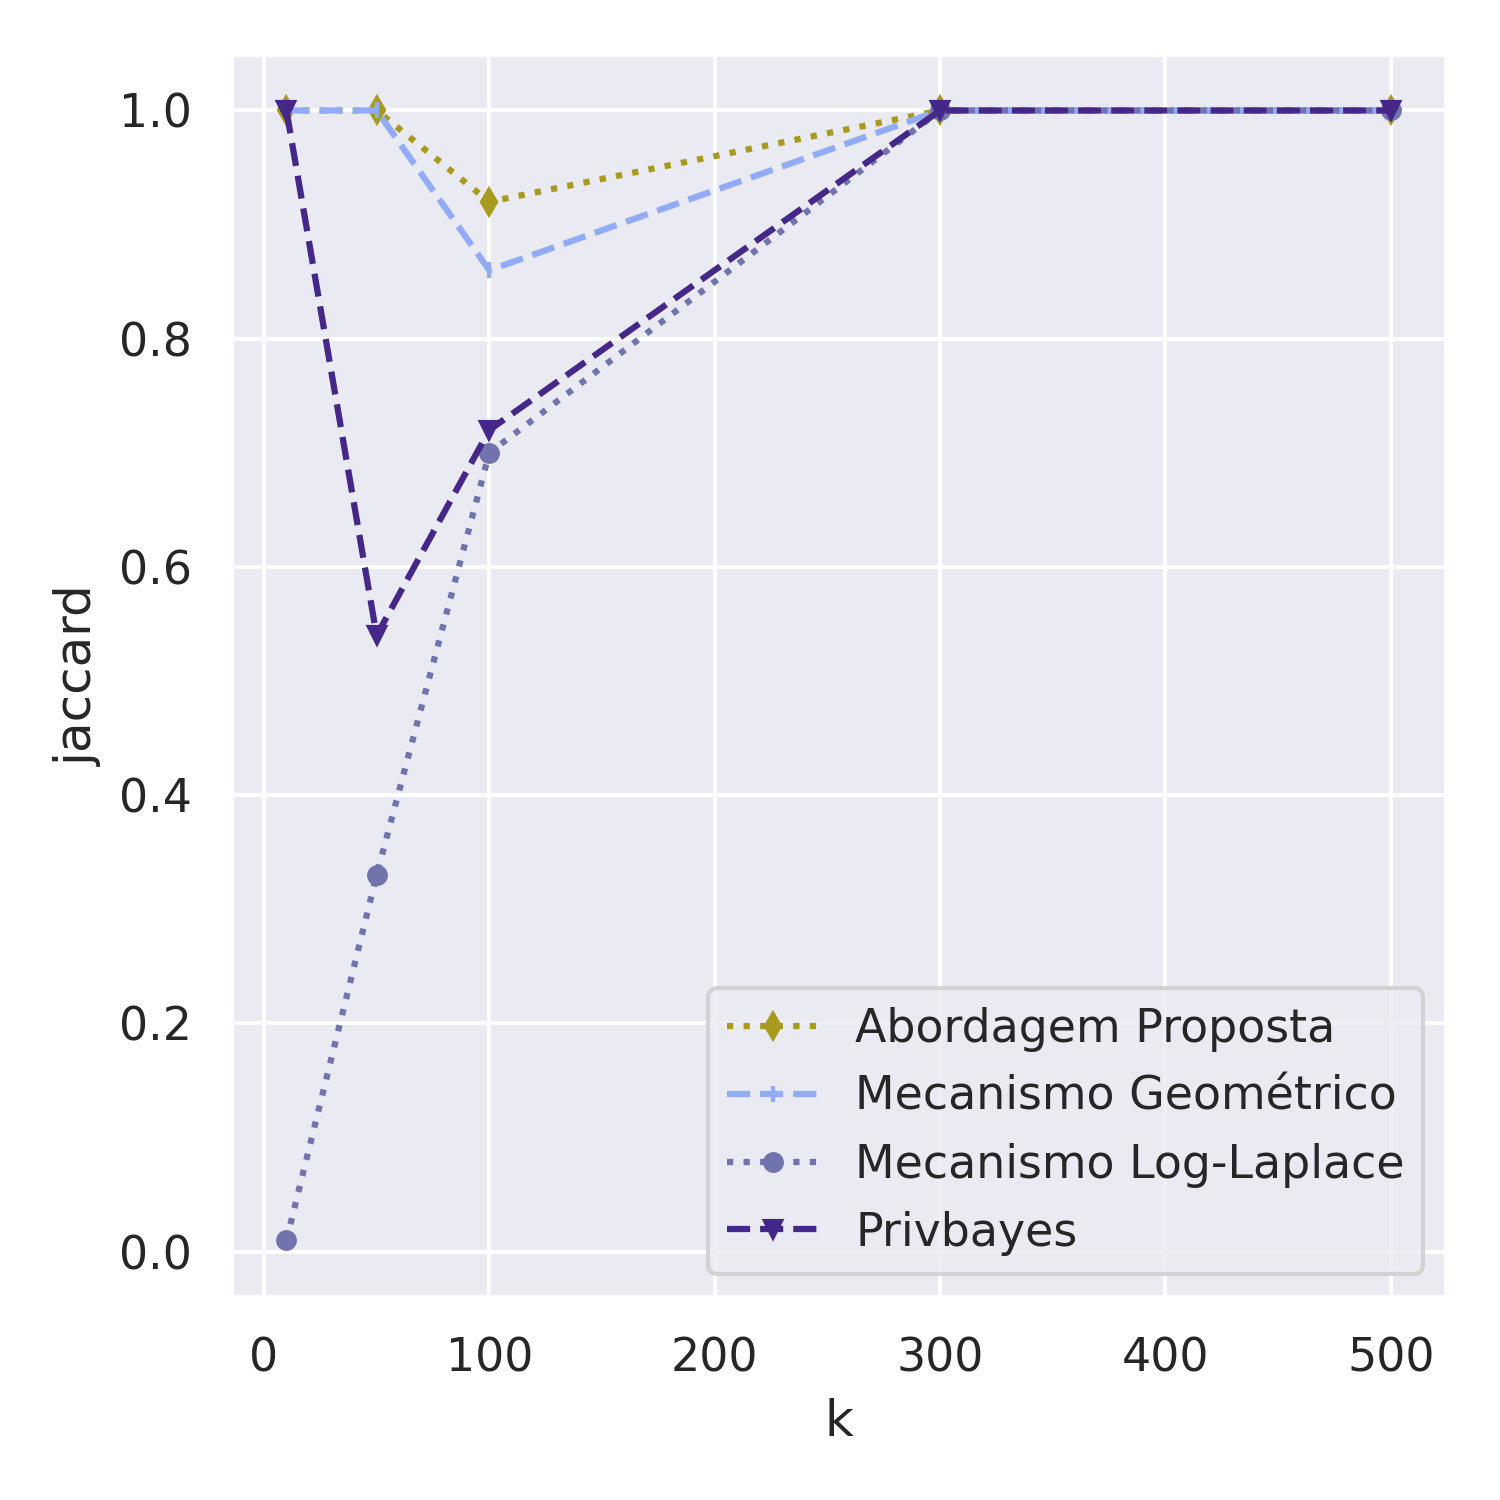 1.0
0.8
0.6
0.4
0.2
0.0
jaccard
0 100 200 300 400 500
k
Abordagem Proposta
Mecanismo Geométrico
Mecanismo Log-Laplace
Privbayes